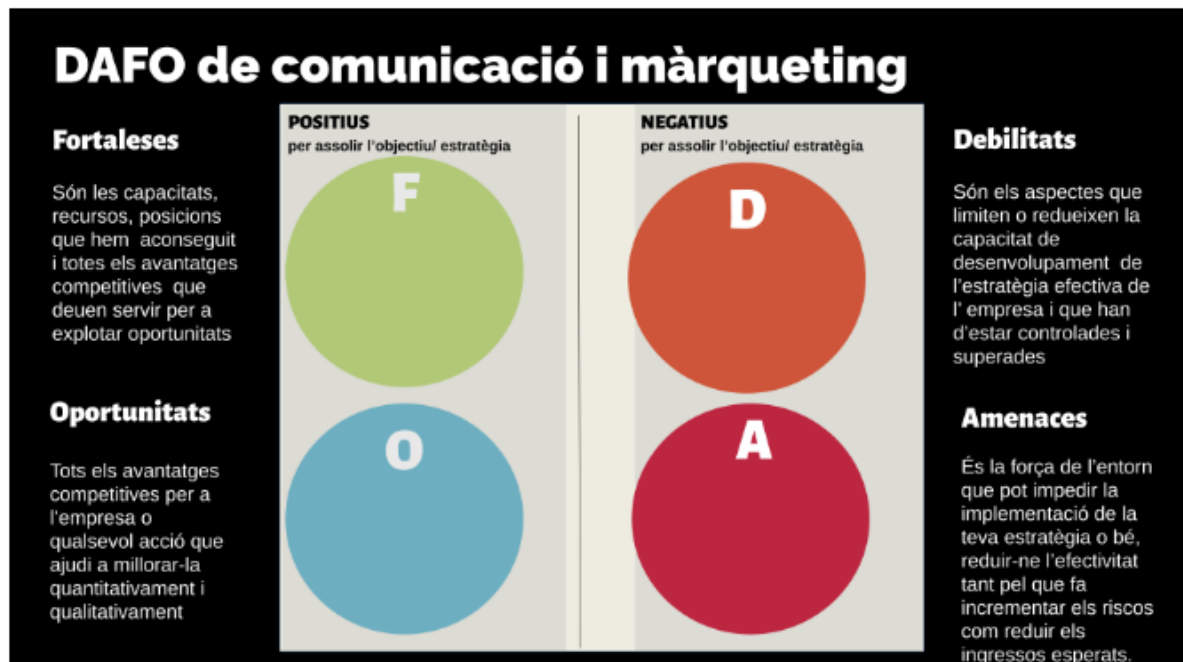 DAFO de comunicació i màrqueting
Fortaleses
Són les capacitats,
recursos, posicions
que hem aconseguit
i totes els avantatges
competitives que
deuen servir per a
explotar oportunitats
Oportunitats
Tots els avantatges
competitives per a
l'empresa o
qualsevol acció que
ajudi a millorar-la
quantitativament i
qualitativament
POSITIUS
per assolir l'objectiu/ estratègia
F
O
NEGATIUS
per assolir l'objectiu/ estratègia
D
A
Debilitats
Són els aspectes que
limiten o redueixen la
capacitat de
desenvolupament de
l'estratègia efectiva de
l' empresa i que han
d'estar controlades i
superades
Amenaces
És la força de l'entorn
que pot impedir la
implementació de la
teva estratègia o bé,
reduir-ne l'efectivitat
tant pel que fa
incrementar els riscos
com reduir els
ingressos esperats.